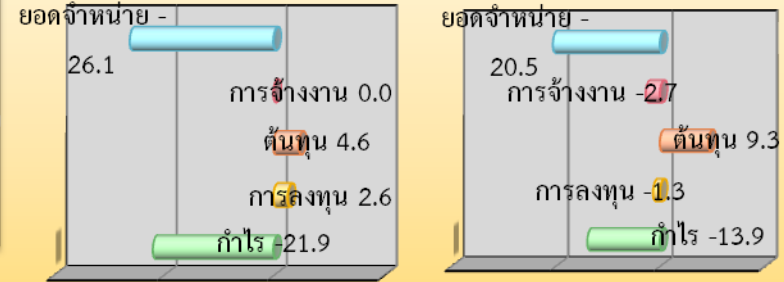 ยอดจำหน่าย -
26.1
การจ้างงาน 0.0
ต้นทุน 4.6
การลงทุน 2.6
กำไร -21.9
ยอดจำหน่าย -
20.5
การจ้างงาน -2.7
ต้นทุน 9.3
การลงทุน -1.3
กำไร -13.9